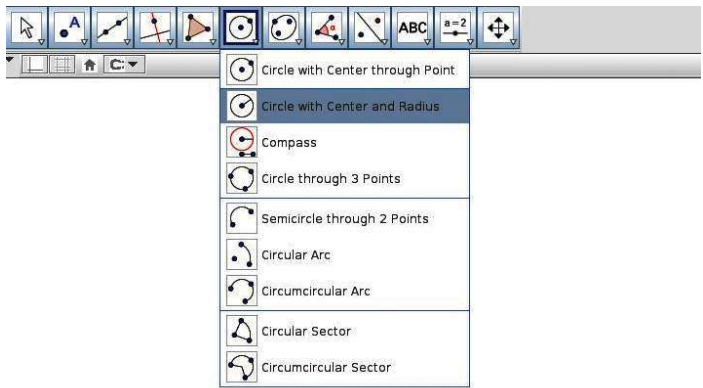 A ABC a=2
C:
Circle with Center through Point
Circle with Center and Radius
Compass
Circle through 3 Points
Semicircle through 2 Points
Circular Arc
Circumcircular Arc
Circular Sector
Circumcircular Sector